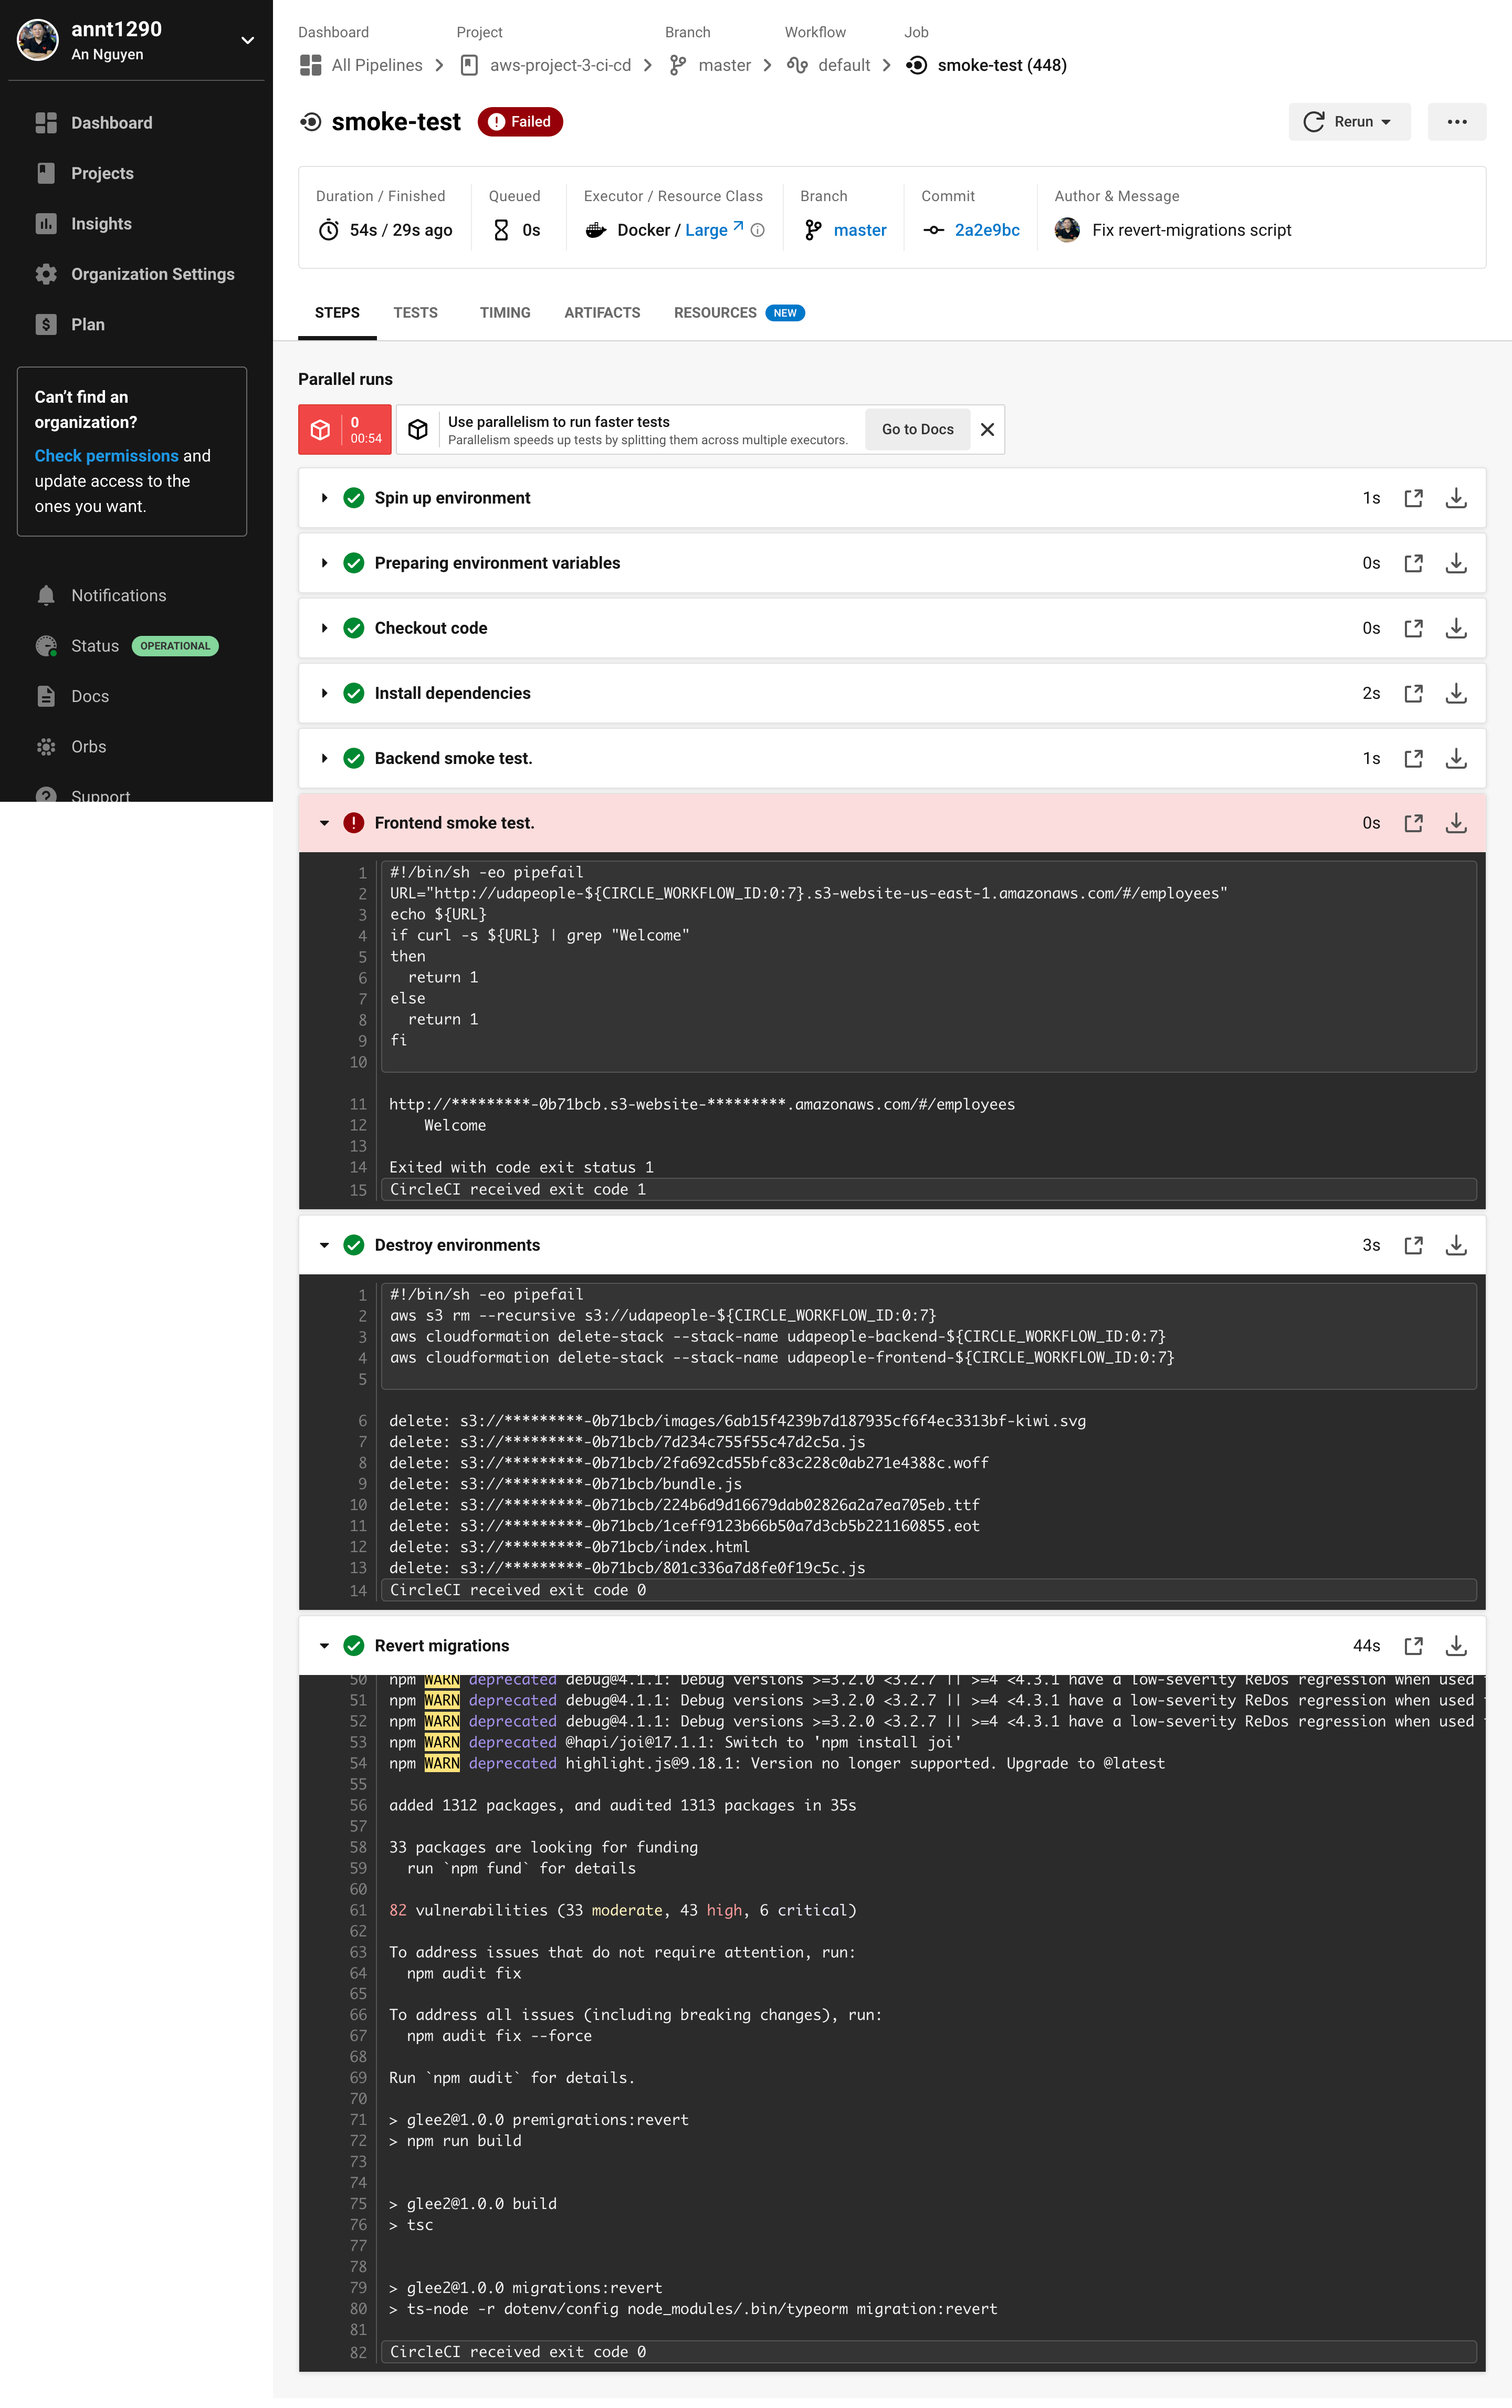 annt1290
An Nguyen
Dashboard
Projects
Insights
Organization Settings
Plan
Can't find an
organization?
Check permissions and
update access to the
ones you want.
Notifications
Status OPERATIONAL
Docs
Orbs
Support
Dashboard Project Branch Workflow Job
All Pipelines aws-project-3-ci-cd master default smoke-test (448)
smoke-test Failed Rerun
Duration / Finished Queued Executor / Resource Class Branch Commit Author & Message
54s / 29s ago 0s Docker / Large master 2a2e9bc Fix revert-migrations script
STEPS TESTS TIMING ARTIFACTS RESOURCES NEW
Parallel runs
0
00:54
Use parallelism to run faster tests
Parallelism speeds up tests by splitting them across multiple executors.
Go to Docs
Spin up environment 1s
Preparing environment variables 0s
Checkout code 0s
Install dependencies 2s
Backend smoke test. 1s
Frontend smoke test. 0s
1 #!/bin/sh -eo pipefail
2 URL="http://udapeople-${CIRCLE_WORKFLOW_ID:0:7}.s3-website-us-east-1.amazonaws.com/#/employees"
3 echo ${URL}
4 if curl -s ${URL} | grep "Welcome"
5 then
6 return 1
7 else
8 return 1
9 fi
10
11 http://*********-0b71bcb.s3-website-*********.amazonaws.com/#/employees
12 Welcome
13
14 Exited with code exit status 1
15 CircleCI received exit code 1
Destroy environments 3s
1 #!/bin/sh -eo pipefail
2 aws s3 rm --recursive s3://udapeople-${CIRCLE_WORKFLOW_ID:0:7}
3 aws cloudformation delete-stack --stack-name udapeople-backend-${CIRCLE_WORKFLOW_ID:0:7}
4 aws cloudformation delete-stack --stack-name udapeople-frontend-${CIRCLE_WORKFLOW_ID:0:7}
5
6 delete: s3://*********-0b71bcb/images/6ab15f4239b7d187935cf6f4ec3313bf-kiwi.svg
7 delete: s3://*********-0b71bcb/7d234c755f55c47d2c5a.js
8 delete: s3://*********-0b71bcb/2fa692cd55bfc83c228c0ab271e4388c.woff
9 delete: s3://*********-0b71bcb/bundle.js
10 delete: s3://*********-0b71bcb/224b6d9d16679dab02826a2a7ea705eb.ttf
11 delete: s3://*********-0b71bcb/1ceff9123b66b50a7d3cb5b221160855.eot
12 delete: s3://*********-0b71bcb/index.html
13 delete: s3://*********-0b71bcb/801c336a7d8fe0f19c5c.js
14 CircleCI received exit code 0
Revert migrations 44s
50 npm WARN deprecated debug@4.1.1: Debug versions >=3.2.0 <3.2.7 || >=4 <4.3.1 have a low-severity ReDos regression when used
51 npm WARN deprecated debug@4.1.1: Debug versions >=3.2.0 <3.2.7 || >=4 <4.3.1 have a low-severity ReDos regression when used
52 npm WARN deprecated debug@4.1.1: Debug versions >=3.2.0 <3.2.7 || >=4 <4.3.1 have a low-severity ReDos regression when used
53 npm WARN deprecated @hapi/joi@17.1.1: Switch to 'npm install joi'
54 npm WARN deprecated highlight.js@9.18.1: Version no longer supported. Upgrade to @latest
55
56 added 1312 packages, and audited 1313 packages in 35s
57
58 33 packages are looking for funding
59 run `npm fund` for details
60
61 82 vulnerabilities (33 moderate, 43 high, 6 critical)
62
63 To address issues that do not require attention, run:
64 npm audit fix
65
66 To address all issues (including breaking changes), run:
67 npm audit fix --force
68
69 Run `npm audit` for details.
70
71 > glee2@1.0.0 premigrations:revert
72 > npm run build
73
74
75 > glee2@1.0.0 build
76 > tsc
77
78
79 > glee2@1.0.0 migrations:revert
80 > ts-node -r dotenv/config node_modules/.bin/typeorm migration:revert
81
82 CircleCI received exit code 0